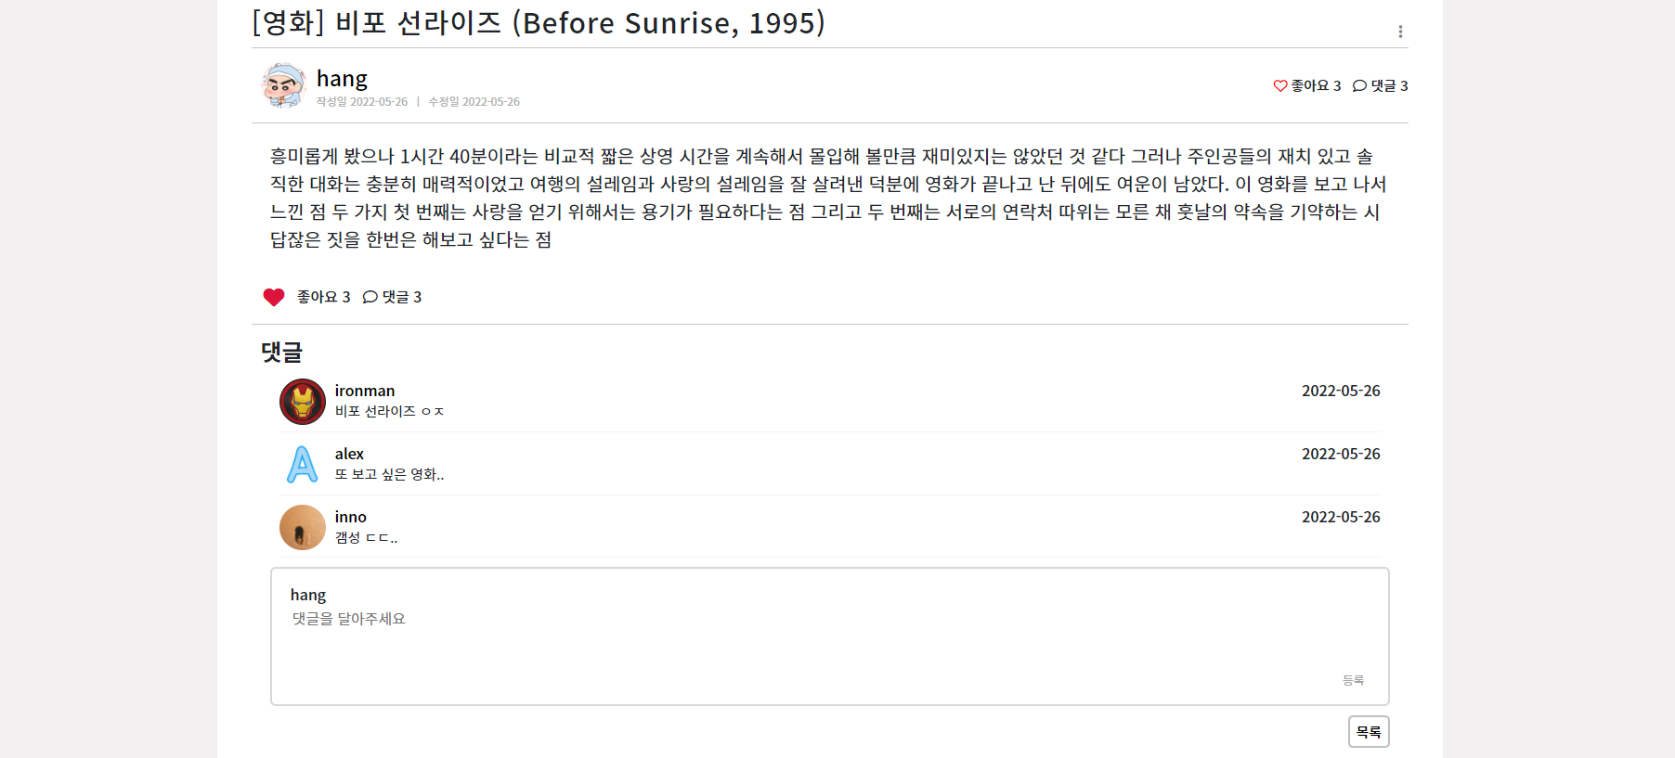 [영화] 비포 선라이즈 (Before Sunrise, 1995)
hang
작성일 2022-05-26 | 수정일 2022-05-26
좋아요 3 댓글 3
흥미롭게 봤으나 1시간 40분이라는 비교적 짧은 상영 시간을 계속해서 몰입해 볼만큼 재미있지는 않았던 것 같다 그러나 주인공들의 재치 있고 솔
직한 대화는 충분히 매력적이었고 여행의 설레임과 사랑의 설레임을 잘 살려낸 덕분에 영화가 끝나고 난 뒤에도 여운이 남았다. 이 영화를 보고 나서
느낀 점 두 가지 첫 번째는 사랑을 얻기 위해서는 용기가 필요하다는 점 그리고 두 번째는 서로의 연락처 따위는 모른 채 훗날의 약속을 기약하는 시
답잖은 짓을 한번은 해보고 싶다는 점
좋아요 3 댓글 3
댓글
ironman 2022-05-26
비포 선라이즈 ㅇㅈ
alex 2022-05-26
또 보고 싶은 영화..
inno 2022-05-26
갬성 ㄷㄷ..
hang
댓글을 달아주세요
등록
목록